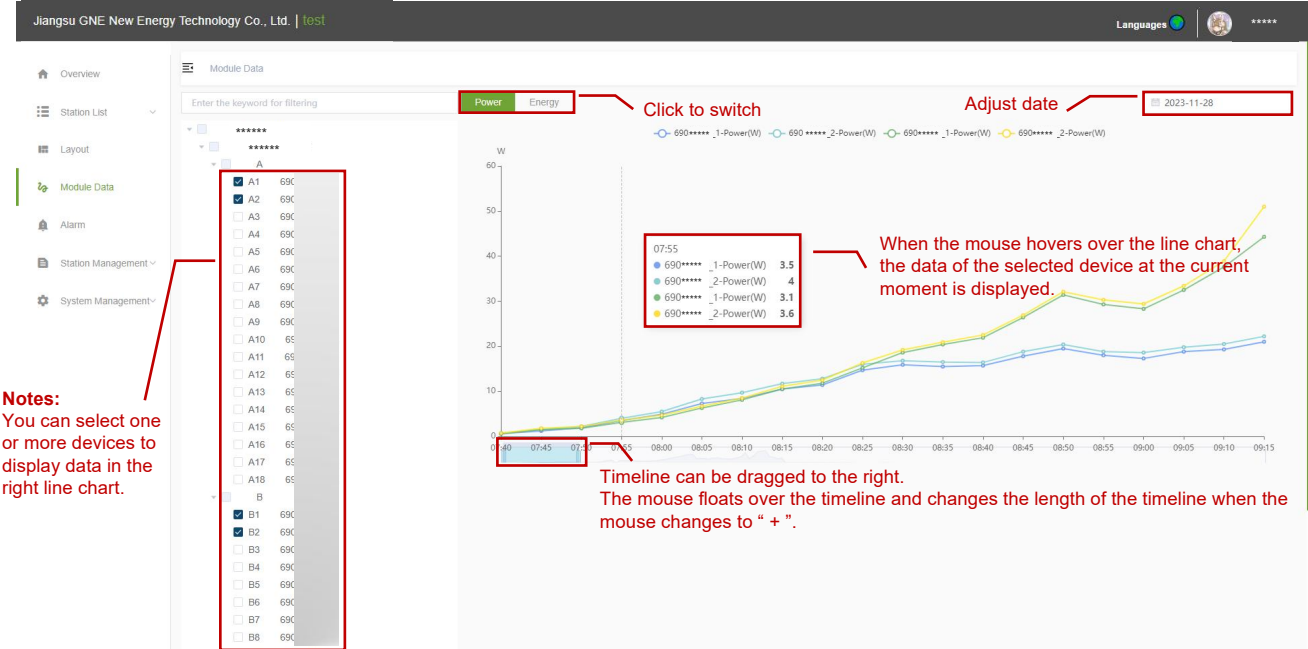 Jiangsu GNE New Energy Technology Co., Ltd. | test
Languages
*****
Overview
Station List
Layout
Module Data
Alarm
Station Management
System Management
Module Data
Enter the keyword for filtering
******
******
A
A1 690
A2 690
A3 690
A4 690
A5 690
A6 690
A7 690
A8 690
A9 690
A10 69
A11 69
A12 69
A13 69
A14 69
A15 69
A16 69
A17 69
A18 69
B
B1 690
B2 690
B3 690
B4 690
B5 690
B6 690
B7 690
B8 690
Notes:
You can select one
or more devices to
display data in the
right line chart.
Power Energy
Click to switch
Adjust date
2023-11-28
690***** _1-Power(W) 690 ***** _2-Power(W) 690***** _1-Power(W) 690***** _2-Power(W)
W
60
50
40
30
20
10
0
07:55
690***** _1-Power(W) 3.5
690***** _2-Power(W) 4
690***** _1-Power(W) 3.1
690***** _2-Power(W) 3.6
When the mouse hovers over the line chart,
the data of the selected device at the current
moment is displayed.
07:40 07:45 07:50 07:55 08:00 08:05 08:10 08:15 08:20 08:25 08:30 08:35 08:40 08:45 08:50 08:55 09:00 09:05 09:10 09:15
Timeline can be dragged to the right.
The mouse floats over the timeline and changes the length of the timeline when the
mouse changes to “ + ”.